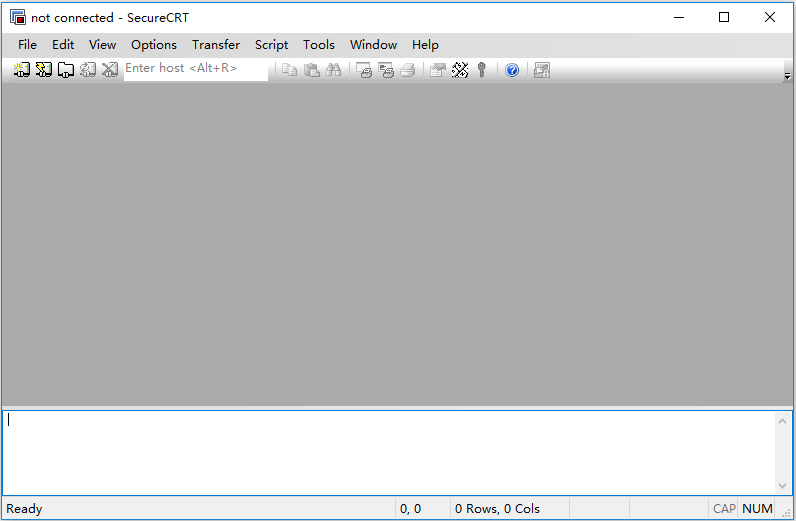 not connected - SecureCRT
File Edit View Options Transfer Script Tools Window Help
Enter host <Alt+R>
Ready 0, 0 0 Rows, 0 Cols CAP NUM